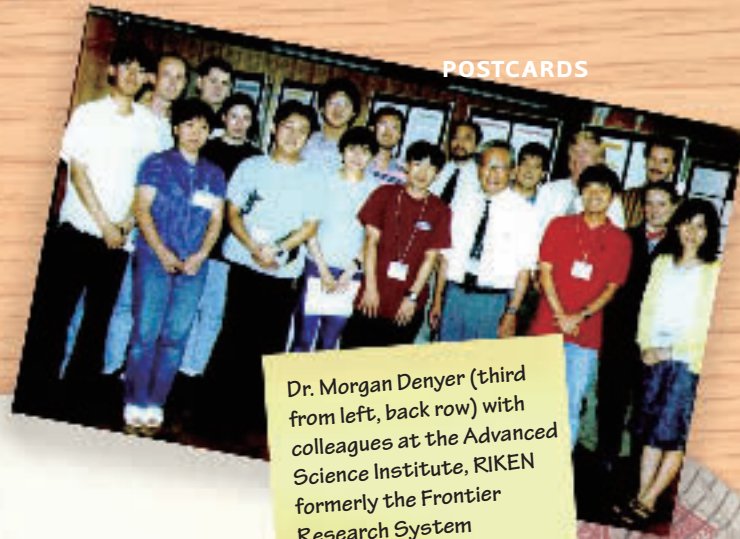 POSTCARDS
Dr. Morgan Denyer (third
from left, back row) with
colleagues at the Advanced
Science Institute, RIKEN
formerly the Frontier
Research System